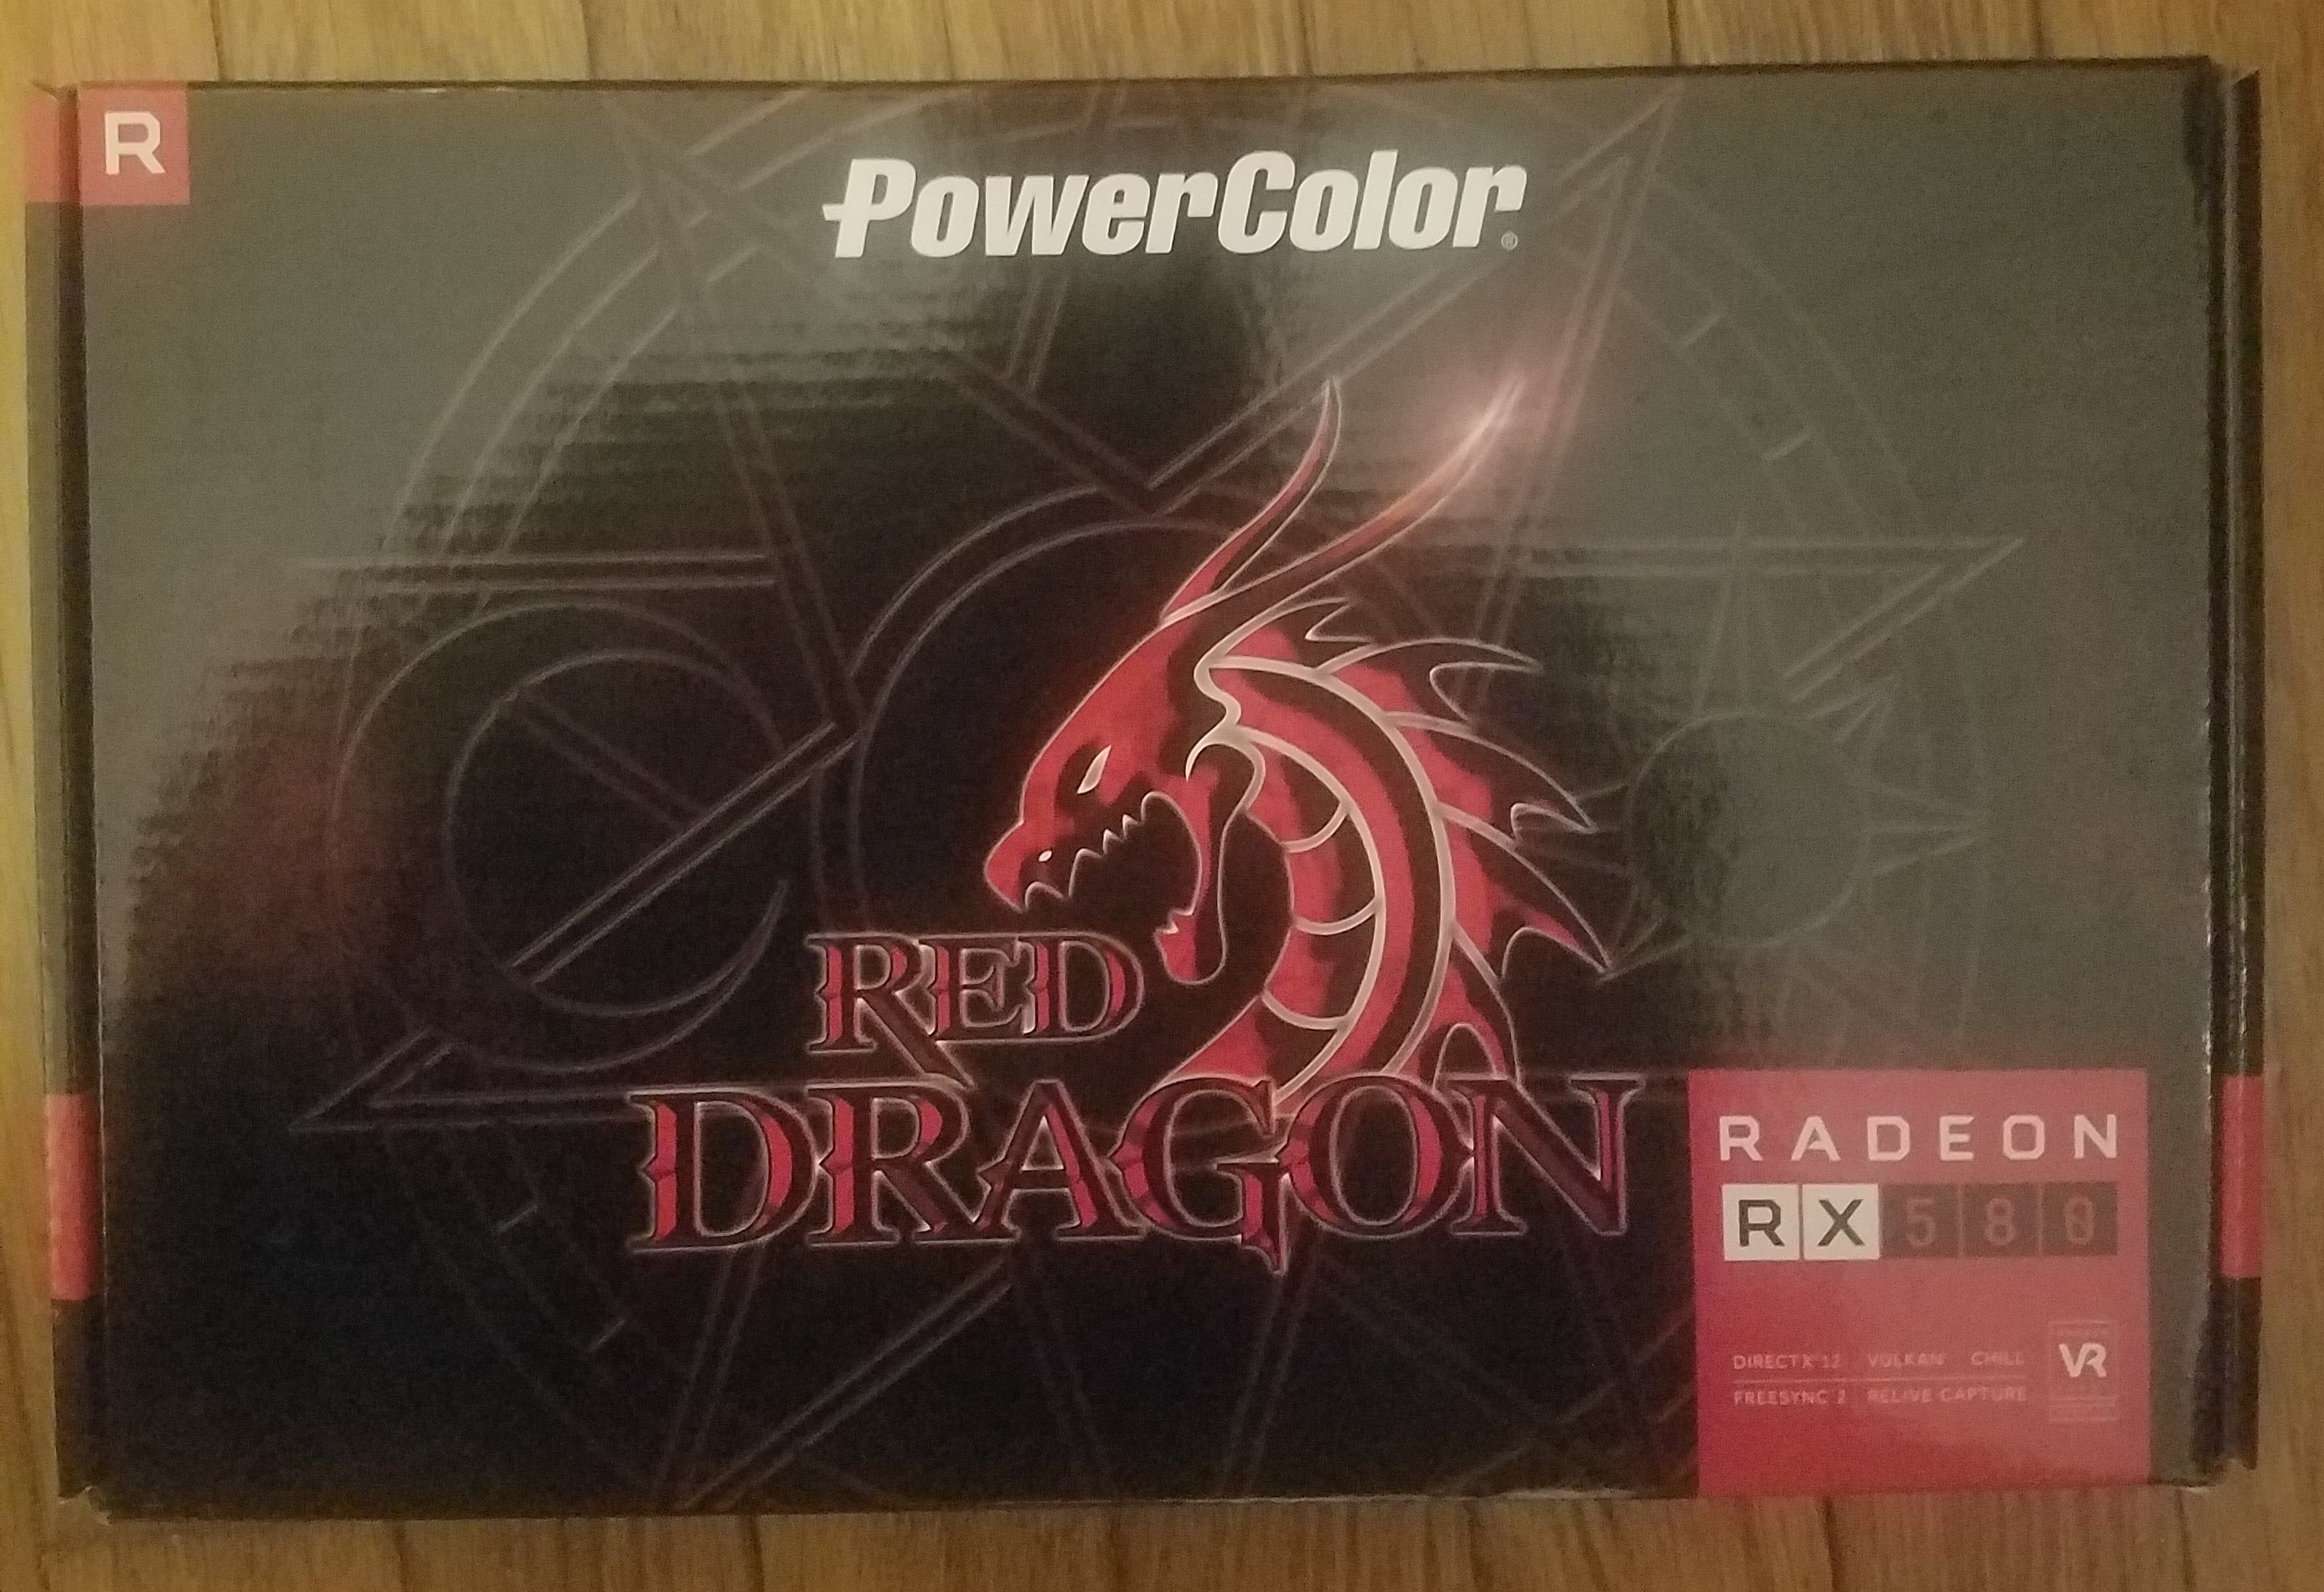 R
PowerColor®
RED
DRAGON
RADEON
RX 580
DIRECTX 12 VULKAN CHILL
FREESYNC 2 RELIVE CAPTURE
VR